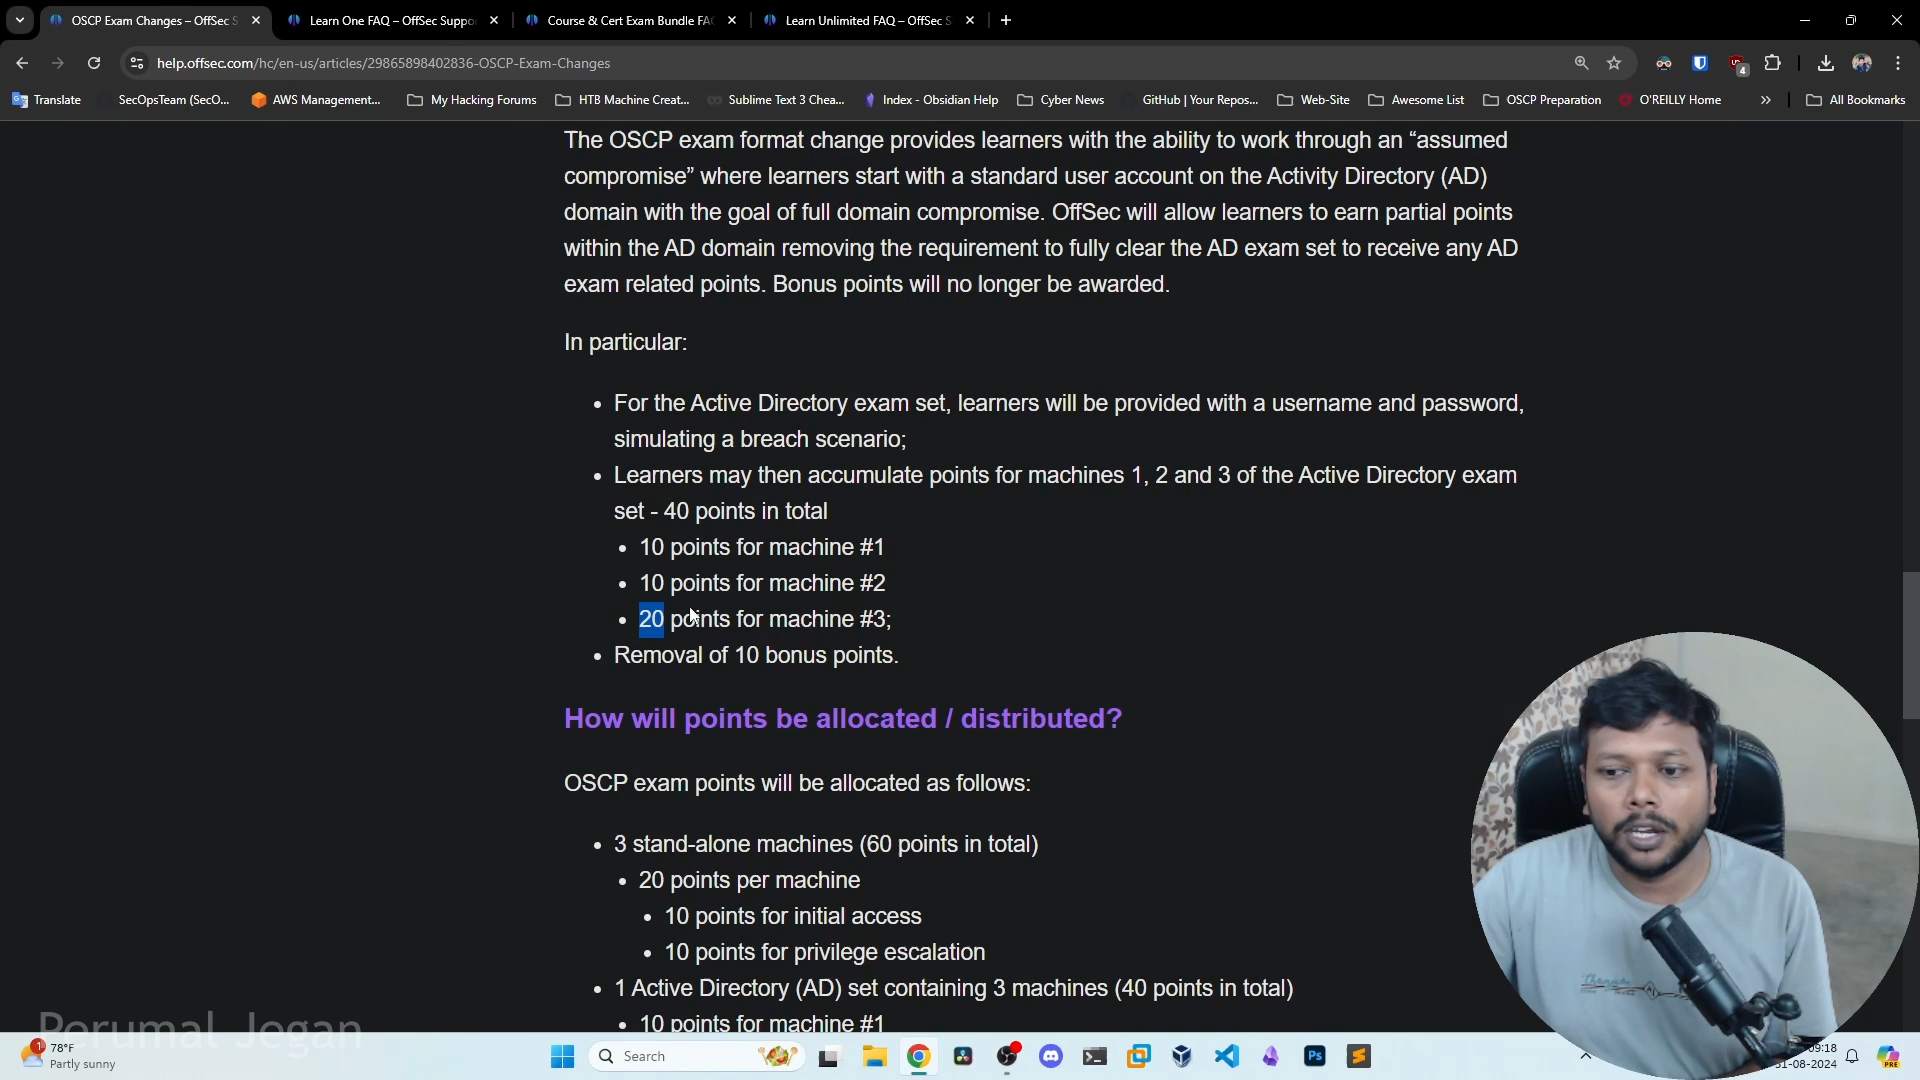 OSCP Exam Changes – OffSec S
Learn One FAQ – OffSec Suppo
Course & Cert Exam Bundle FA
Learn Unlimited FAQ – OffSec S
help.offsec.com/hc/en-us/articles/29865898402836-OSCP-Exam-Changes
4
Translate
SecOpsTeam (SecO...
AWS Management...
My Hacking Forums
HTB Machine Creat...
Sublime Text 3 Chea...
Index - Obsidian Help
Cyber News
GitHub | Your Repos...
Web-Site
Awesome List
OSCP Preparation
O'REILLY Home
All Bookmarks
The OSCP exam format change provides learners with the ability to work through an “assumed
compromise” where learners start with a standard user account on the Activity Directory (AD)
domain with the goal of full domain compromise. OffSec will allow learners to earn partial points
within the AD domain removing the requirement to fully clear the AD exam set to receive any AD
exam related points. Bonus points will no longer be awarded.
In particular:
• For the Active Directory exam set, learners will be provided with a username and password,
simulating a breach scenario;
• Learners may then accumulate points for machines 1, 2 and 3 of the Active Directory exam
set - 40 points in total
• 10 points for machine #1
• 10 points for machine #2
• 20 points for machine #3;
• Removal of 10 bonus points.
How will points be allocated / distributed?
OSCP exam points will be allocated as follows:
• 3 stand-alone machines (60 points in total)
• 20 points per machine
• 10 points for initial access
• 10 points for privilege escalation
• 1 Active Directory (AD) set containing 3 machines (40 points in total)
• 10 points for machine #1
Perumal Jegan
1
78°F
Partly sunny
Search
Ps
PRE
09:18
31-08-2024